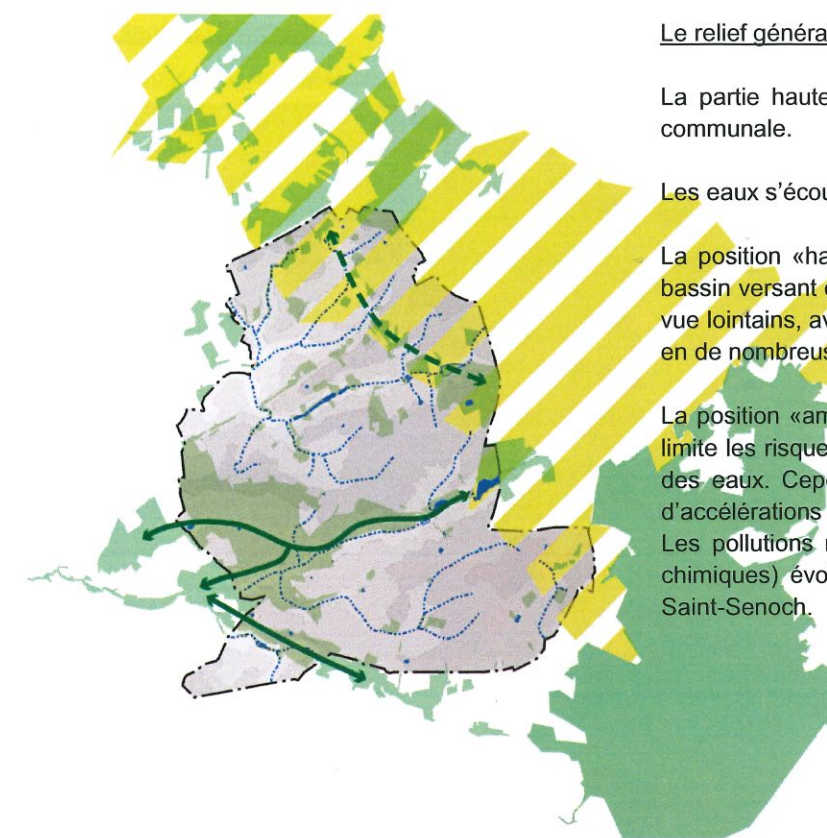 Le relief généra
La partie haute
communale.
Les eaux s'écou
La position «ha
bassin versant
vue lointains, av
en de nombreus
La position «am
limite les risque
des eaux. Cepe
d'accélérations
Les pollutions
chimiques) évo
Saint-Senoch.